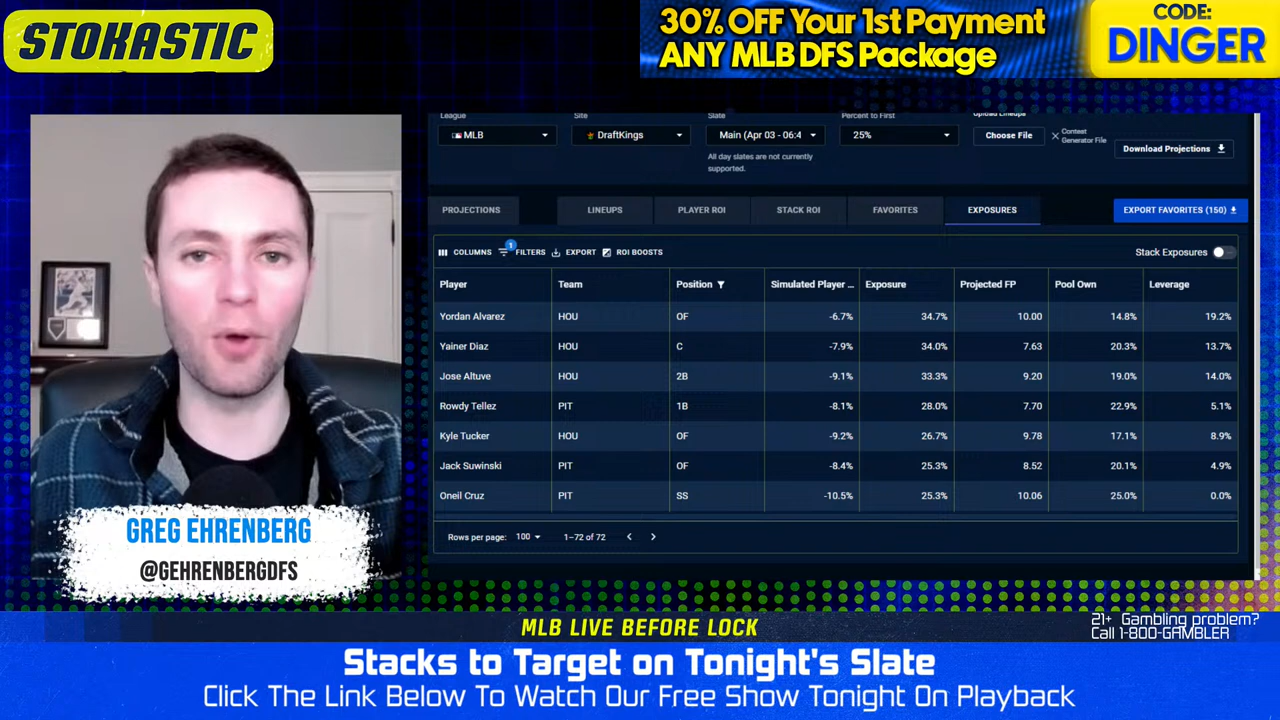 STOKASTIC
30% OFF Your 1st Payment
ANY MLB DFS Package
CODE:
DINGER
League
Site
Slate
Percent to First
Upload Lineups
MLB
DraftKings
Main (Apr 03 - 06:4
25%
Choose File
Contest
Generator File
Download Projections
All day slates are not currently
supported.
PROJECTIONS
LINEUPS
PLAYER ROI
STACK ROI
FAVORITES
EXPOSURES
EXPORT FAVORITES (150)
COLUMNS
1
FILTERS
EXPORT
ROI BOOSTS
Stack Exposures
Player Team Position Simulated Player ... Exposure Projected FP Pool Own Leverage
Yordan Alvarez HOU OF -6.7% 34.7% 10.00 14.8% 19.2%
Yainer Diaz HOU C -7.9% 34.0% 7.63 20.3% 13.7%
Jose Altuve HOU 2B -9.1% 33.3% 9.20 19.0% 14.0%
Rowdy Tellez PIT 1B -8.1% 28.0% 7.70 22.9% 5.1%
Kyle Tucker HOU OF -9.2% 26.7% 9.78 17.1% 8.9%
Jack Suwinski PIT OF -8.4% 25.3% 8.52 20.1% 4.9%
Oneil Cruz PIT SS -10.5% 25.3% 10.06 25.0% 0.0%
Rows per page: 100 1–72 of 72
GREG EHRENBERG
@GEHRENBERGDFS
MLB LIVE BEFORE LOCK
21+ Gambling problem?
Call 1-800-GAMBLER
Stacks to Target on Tonight's Slate
Click The Link Below To Watch Our Free Show Tonight On Playback